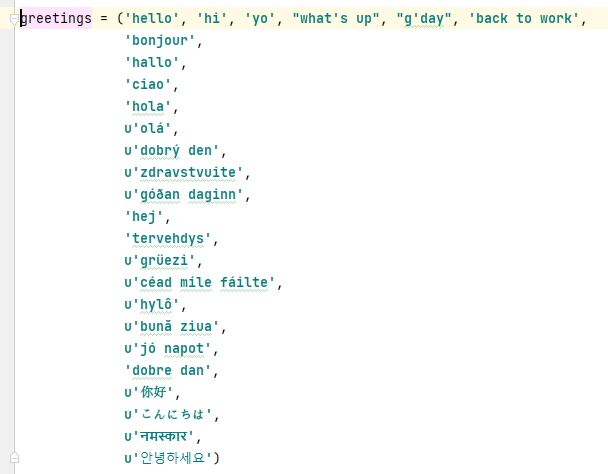 greetings = ('hello', 'hi', 'yo', "what's up", "g'day", 'back to work',
'bonjour',
'hallo',
'ciao',
'hola',
u'olá',
u'dobrý den',
u'zdravstvuite',
u'góðan daginn',
'hej',
'tervehdys',
u'grüezi',
u'céad míle fáilte',
u'hylô',
u'bună ziua',
u'jó napot',
'dobre dan',
u'你好',
u'こんにちは',
u'नमस्कार',
u'안녕하세요')